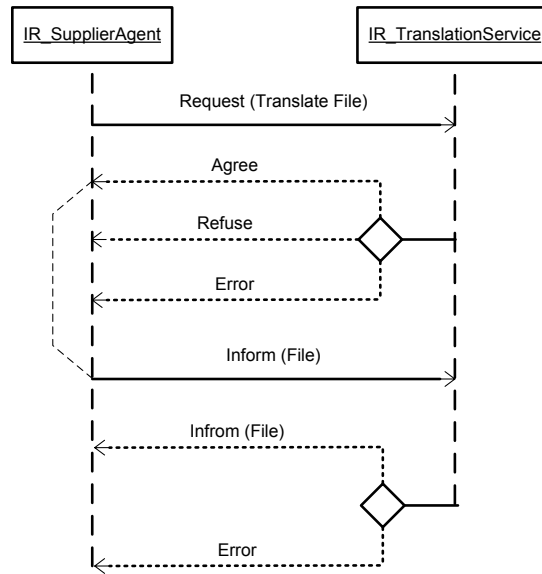 IR_SupplierAgent
IR_TranslationService
Request (Translate File)
Agree
Refuse
Error
Inform (File)
Infrom (File)
Error